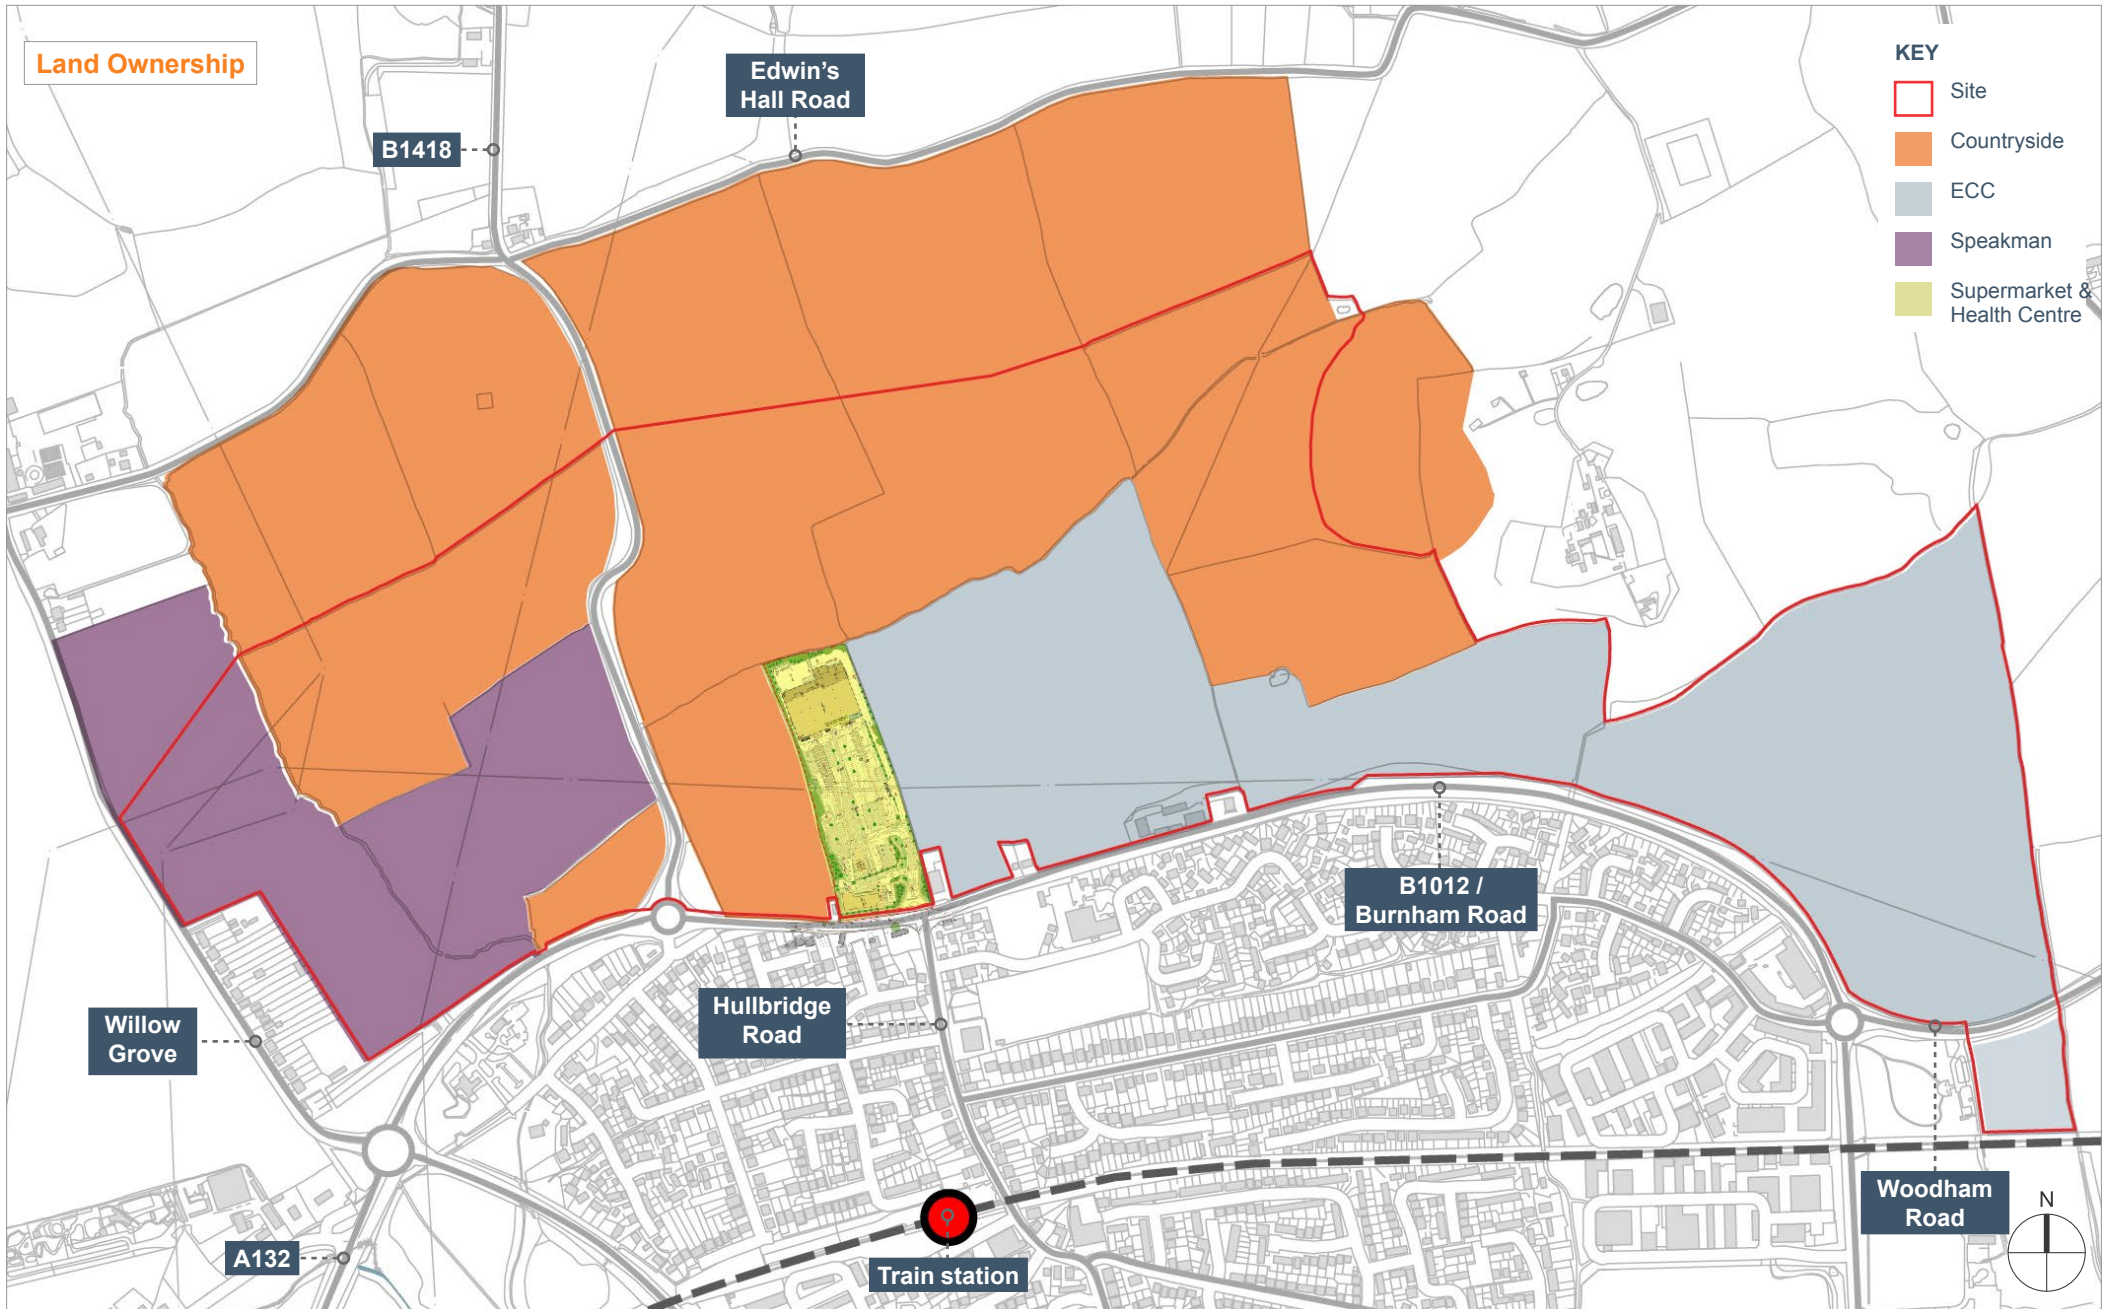 Land Ownership
Edwin's
Hall Road
B1418
KEY
Site
Countryside
ECC
Speakman
Supermarket &
Health Centre
B1012 /
Burnham Road
Hullbridge
Road
Willow
Grove
Woodham
Road
N
A132
Train station